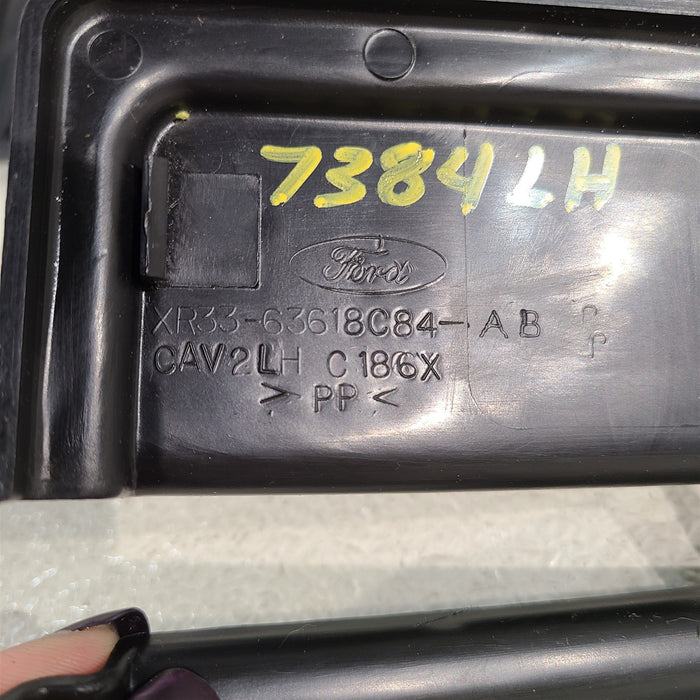 7384 LH
Ford
XR33-63618C84-AB
CAV2LH C186X
>PP<